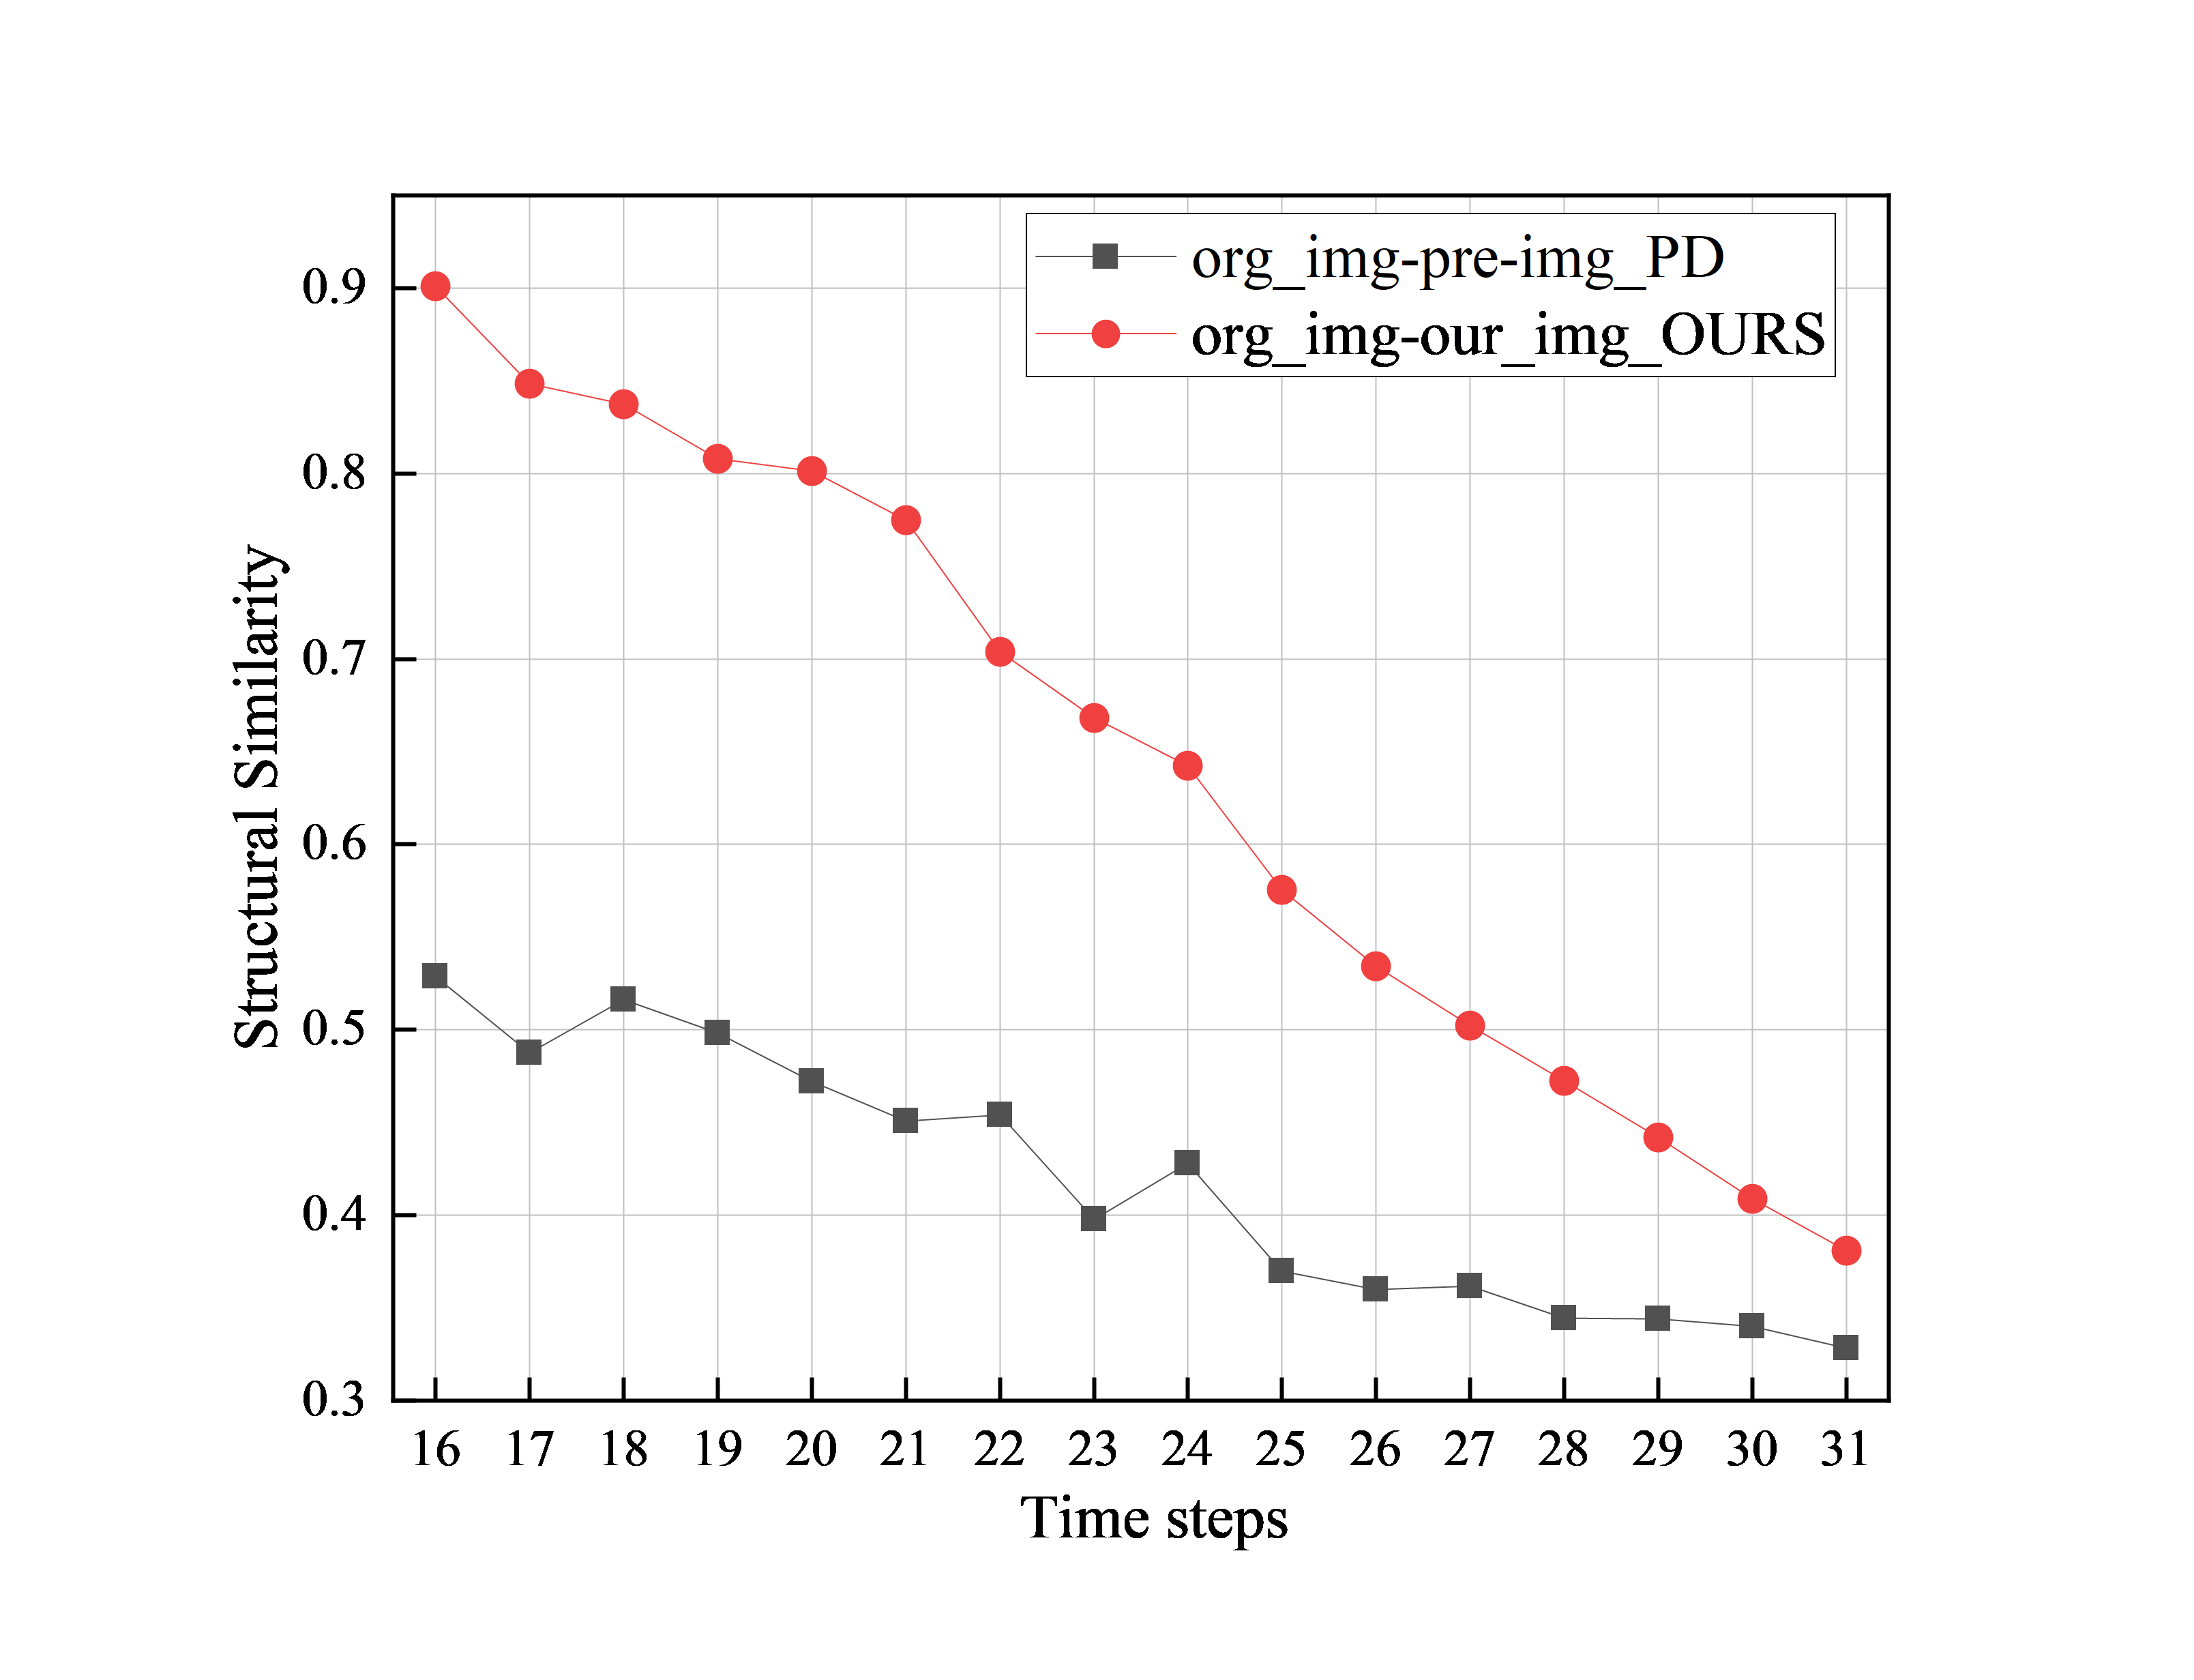 org_img-pre-img_PD
org_img-our_img_OURS
Structural Similarity
0.9
0.8
0.7
0.6
0.5
0.4
0.3
16 17 18 19 20 21 22 23 24 25 26 27 28 29 30 31
Time steps